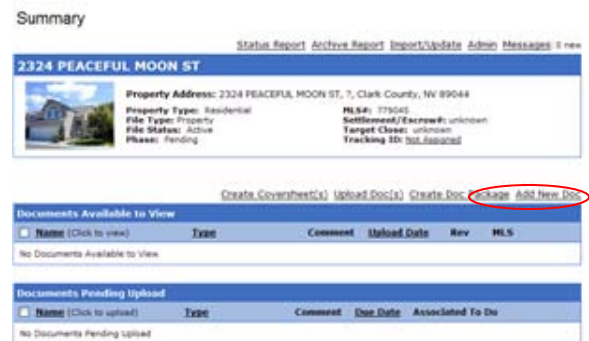 Summary
Status Report Archive Report Import/Update Admin Messages: 0 new
2324 PEACEFUL MOON ST
Property Address: 2324 PEACEFUL MOON ST, ?, Clark County, NV 89044
Property Type: Residential MLS#: 779045
File Type: Property Settlement/Escrow#: unknown
File Status: Active Target Close: unknown
Phase: Pending Tracking ID: Not Assigned
Create Coversheet(s) Upload Doc(s) Create Doc Package Add New Doc
Documents Available to View
Name (Click to view) Type Comment Upload Date Rev MLS
No Documents Available to View
Documents Pending Upload
Name (Click to upload) Type Comment Due Date Associated To Do
No Documents Pending Upload